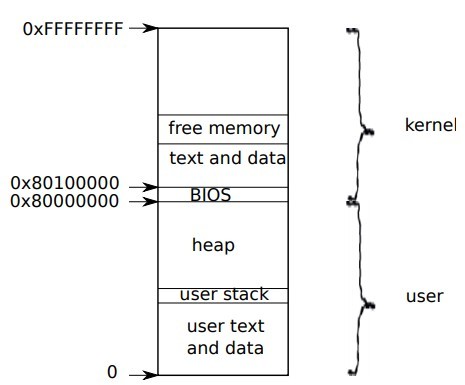 0xFFFFFFFF
free memory
kernel
text and data
0x80100000
BIOS
0x80000000
heap
user stack
user
user text
and data
0